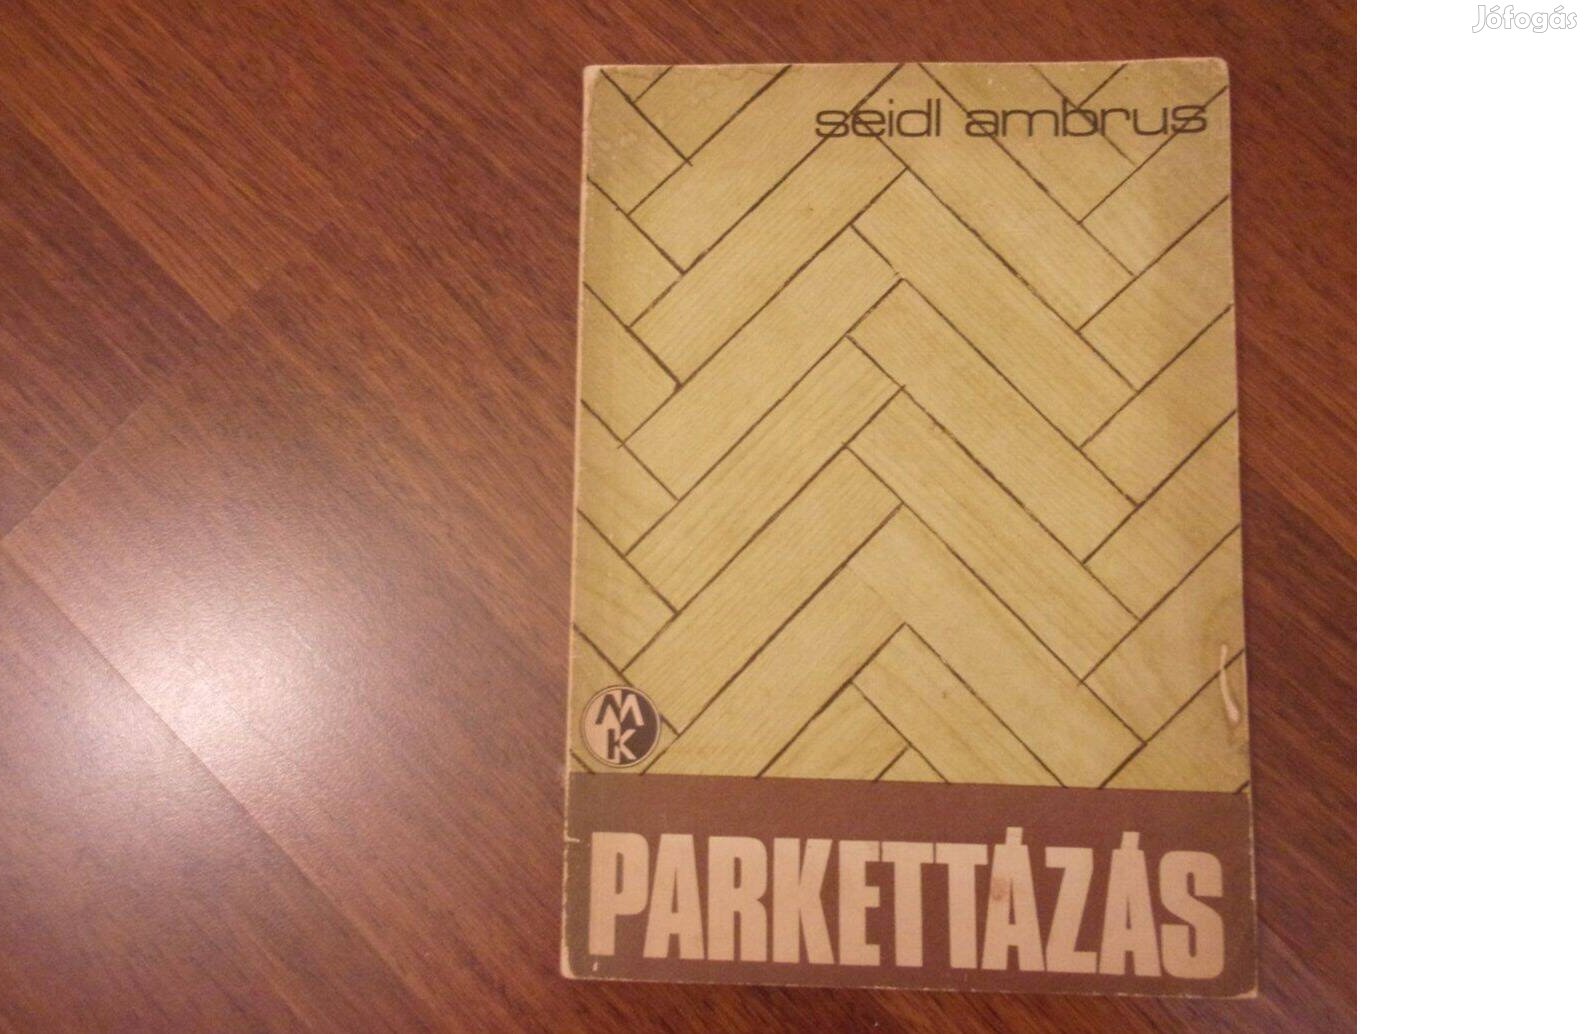 Jófogás
seidl ambrus
MK
PARKETTÁZÁS